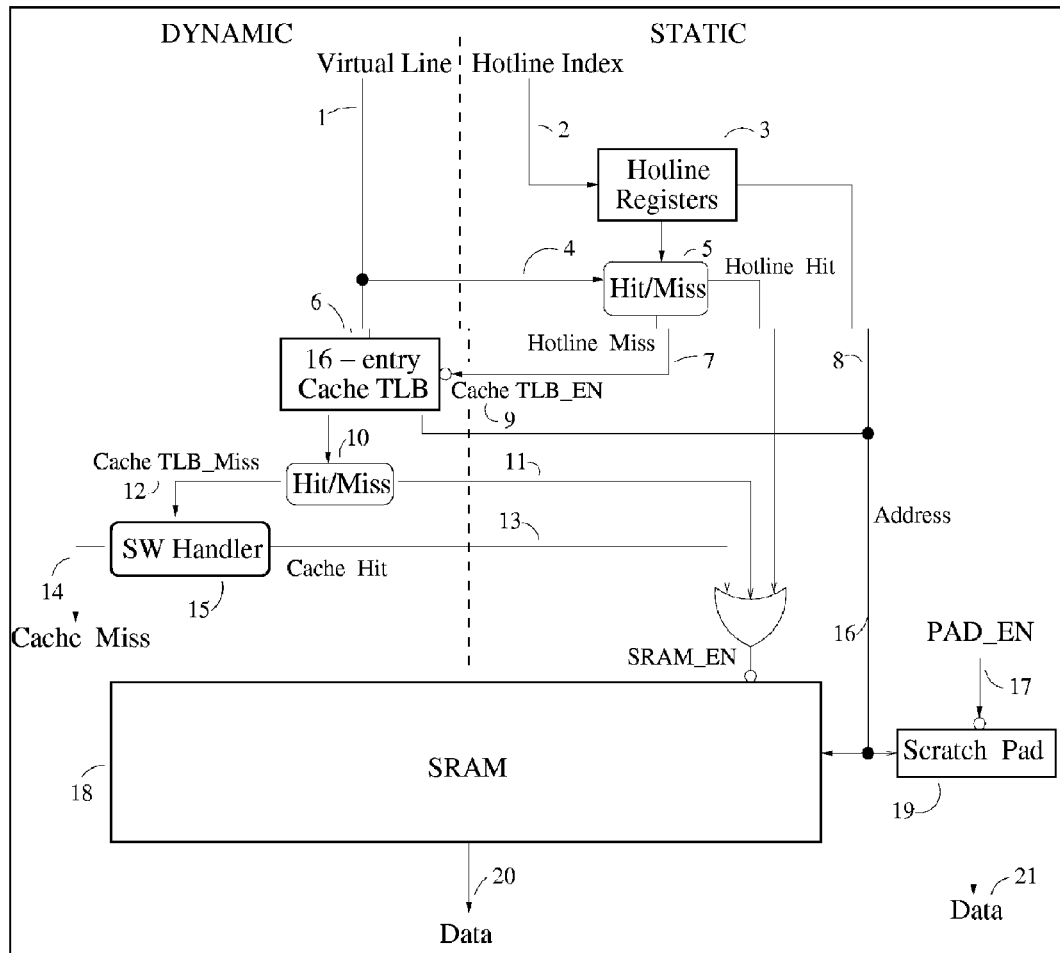 DYNAMIC STATIC
Virtual Line Hotline Index
1 2 3
Hotline
Registers
4 5
Hit/Miss Hotline Hit
6
16 – entry
Cache TLB
Hotline Miss
7 8
Cache TLB_EN
9
10
Cache TLB_Miss
12
Hit/Miss
11
SW Handler
13
Cache Hit
14 15
Cache Miss
Address
16
PAD_EN
17
SRAM_EN
SRAM
18
Scratch Pad
19
20
Data
21
Data